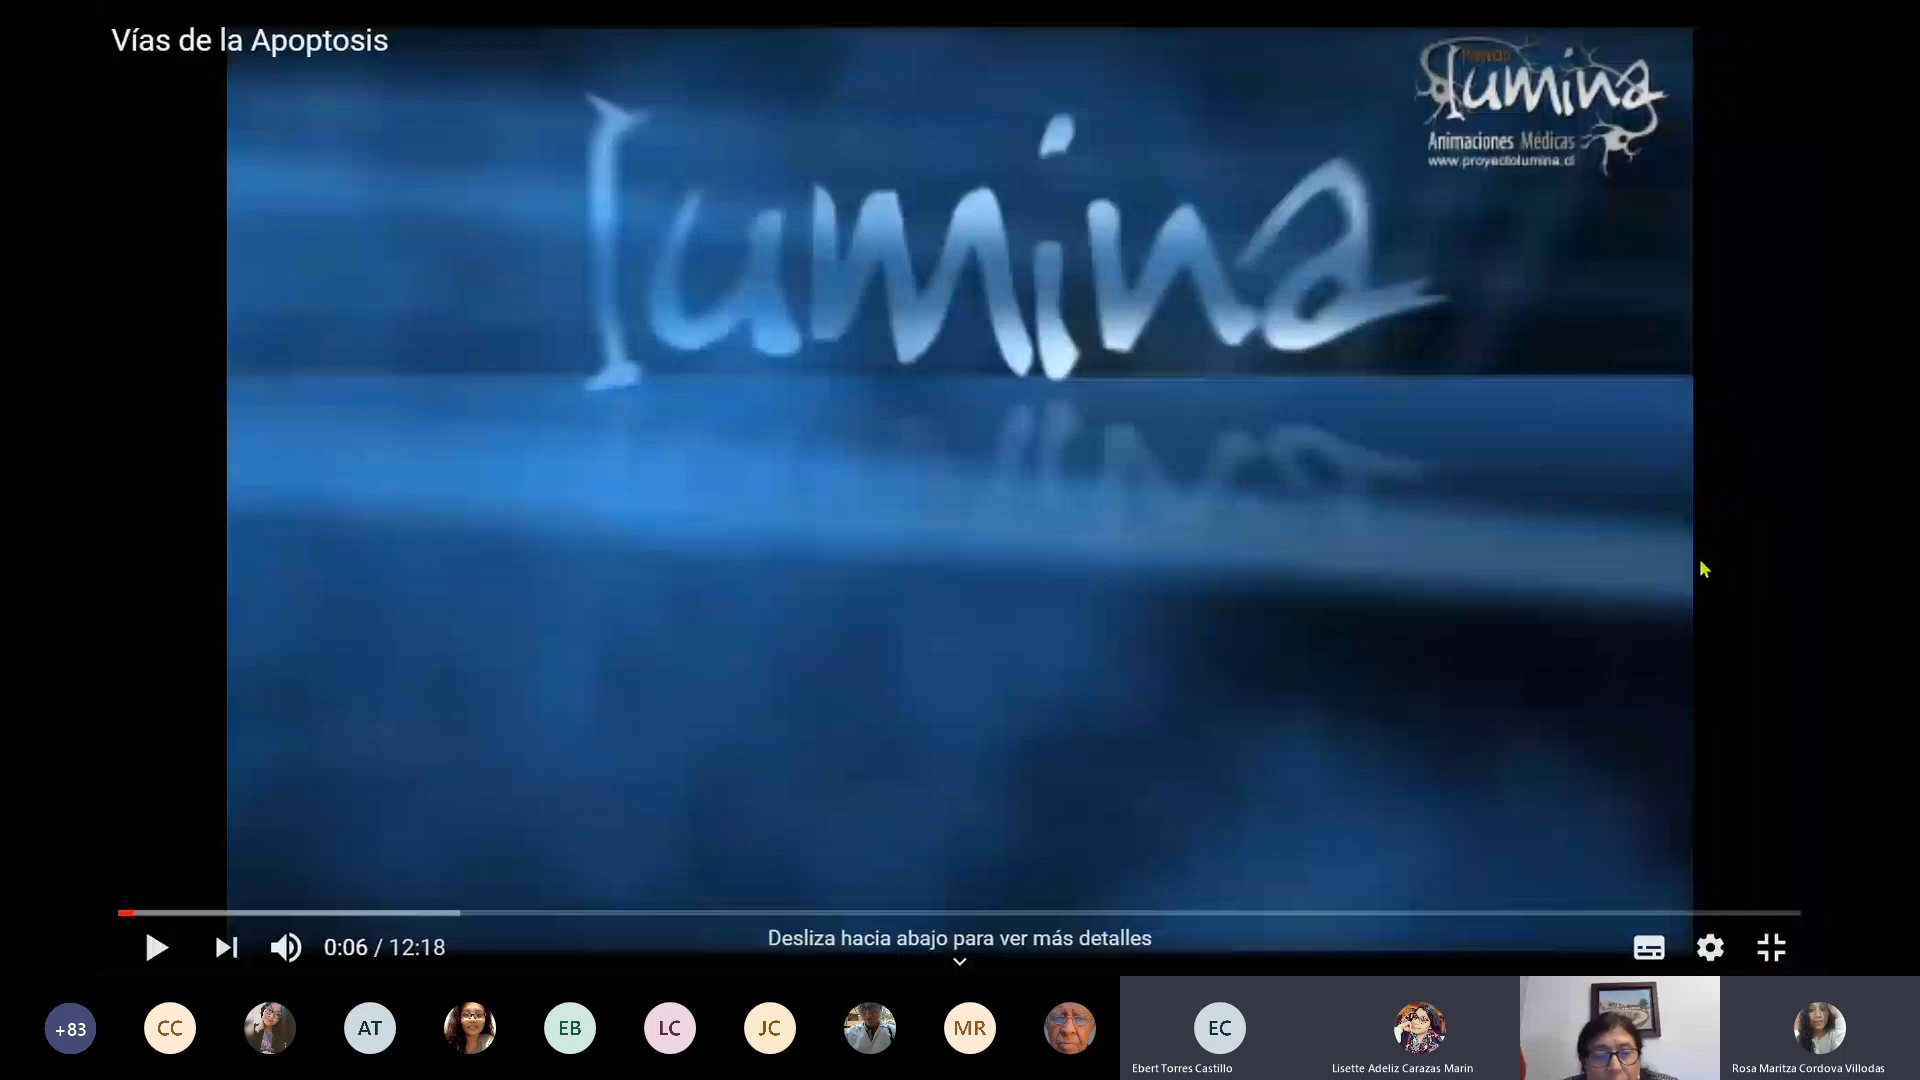 Vías de la Apoptosis
Proyecto
lumina
Animaciones Médicas
www.proyectolumina.cl
lumina
0:06 / 12:18
Desliza hacia abajo para ver más detalles
+83
CC
AT
EB
LC
JC
MR
EC
Ebert Torres Castillo
Lisette Adeliz Carazas Marin
Rosa Maritza Cordova Villodas